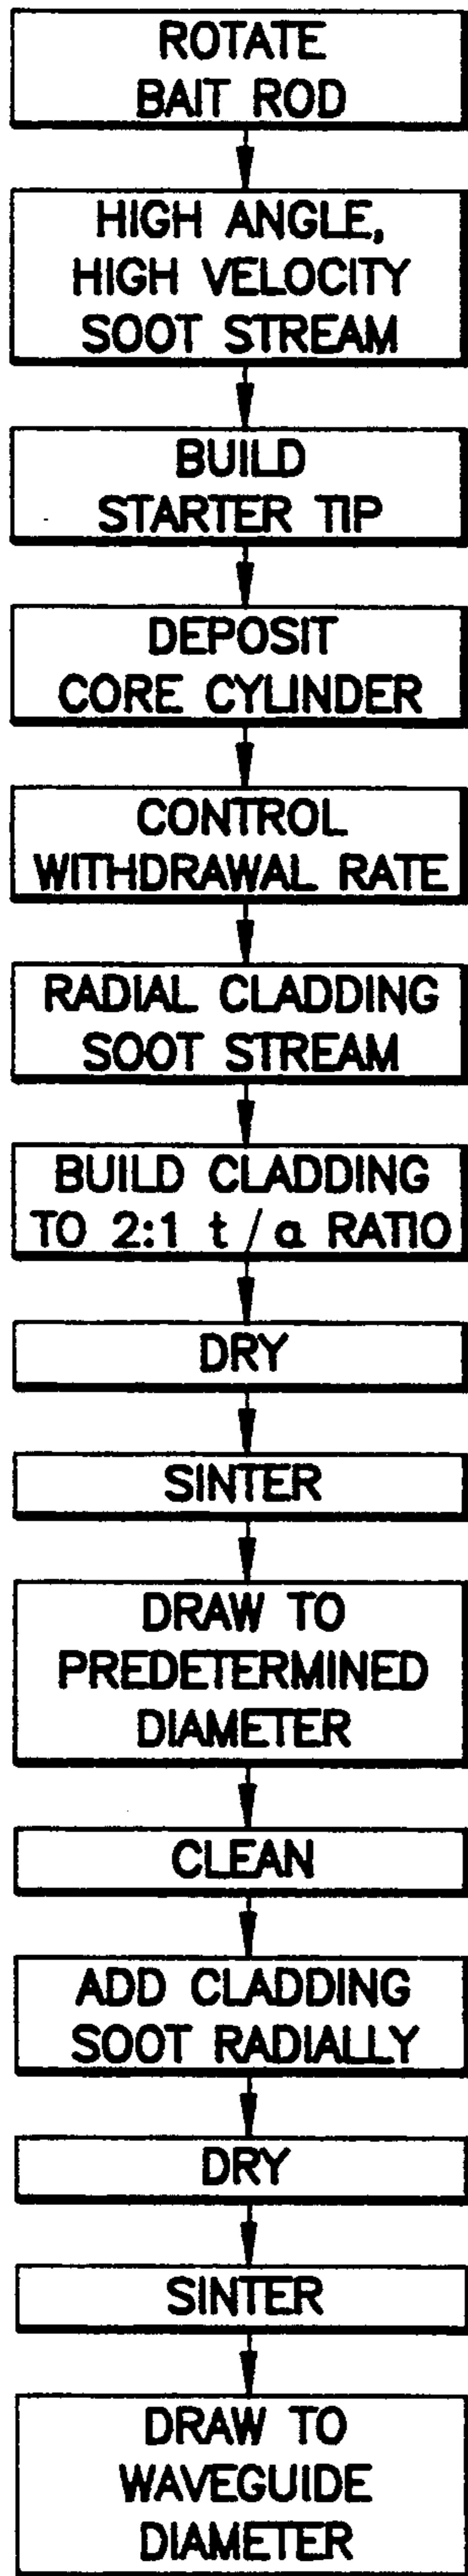 ROTATE
BAIT ROD
HIGH ANGLE,
HIGH VELOCITY
SOOT STREAM
BUILD
STARTER TIP
DEPOSIT
CORE CYLINDER
CONTROL
WITHDRAWAL RATE
RADIAL CLADDING
SOOT STREAM
BUILD CLADDING
TO 2:1 t/a RATIO
DRY
SINTER
DRAW TO
PREDETERMINED
DIAMETER
CLEAN
ADD CLADDING
SOOT RADIALLY
DRY
SINTER
DRAW TO
WAVEGUIDE
DIAMETER